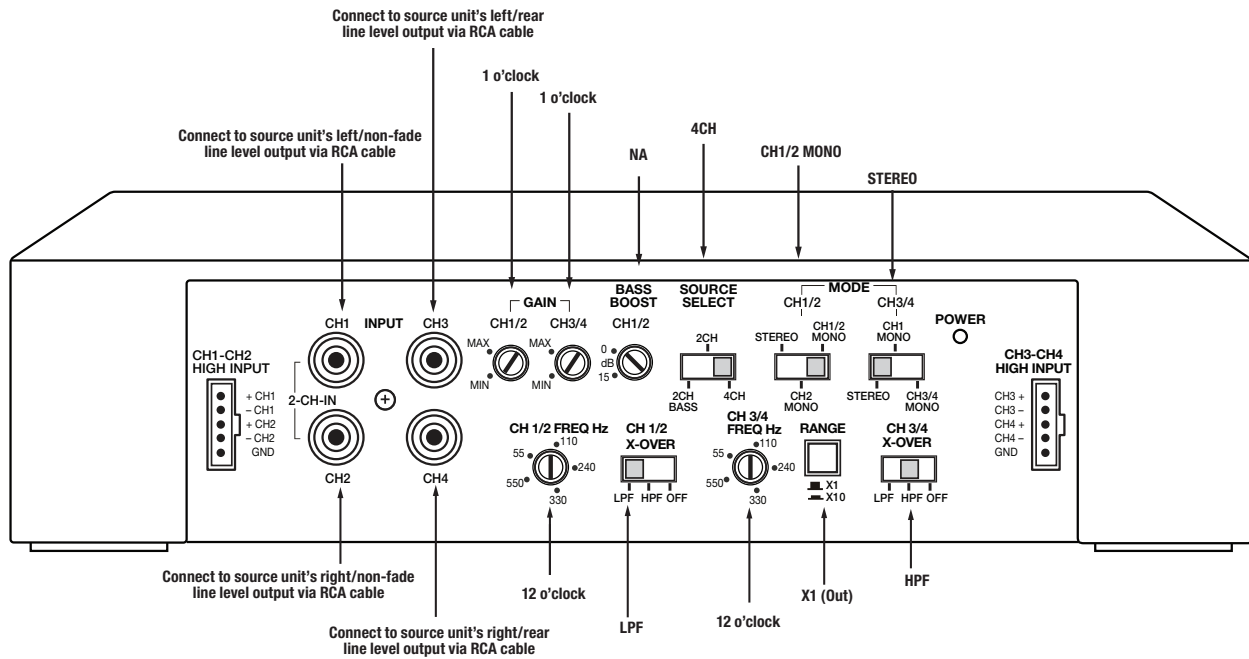 Connect to source unit's left/rear
line level output via RCA cable
1 o'clock
1 o'clock
Connect to source unit's left/non-fade
line level output via RCA cable
4CH
NA
CH1/2 MONO
STEREO
BASS
BOOST
SOURCE
SELECT
MODE
GAIN
CH1/2
CH3/4
CH1
INPUT
CH3
CH1/2
CH3/4
CH1/2
POWER
MAX
MAX
0
dB
15
MIN
MIN
2CH
2CH
BASS
4CH
STEREO
CH1/2
MONO
CH2
MONO
CH1
MONO
STEREO
CH3/4
MONO
CH1-CH2
HIGH INPUT
+ CH1
– CH1
+ CH2
– CH2
GND
2-CH-IN
CH3-CH4
HIGH INPUT
CH3 +
CH3 –
CH4 +
CH4 –
GND
CH2
CH4
CH 1/2 FREQ Hz
110
55
240
550
330
CH 1/2
X-OVER
LPF HPF OFF
CH 3/4
FREQ Hz
110
55
240
550
330
RANGE
X1
X10
CH 3/4
X-OVER
LPF HPF OFF
Connect to source unit's right/non-fade
line level output via RCA cable
12 o'clock
LPF
12 o'clock
X1 (Out)
HPF
Connect to source unit's right/rear
line level output via RCA cable